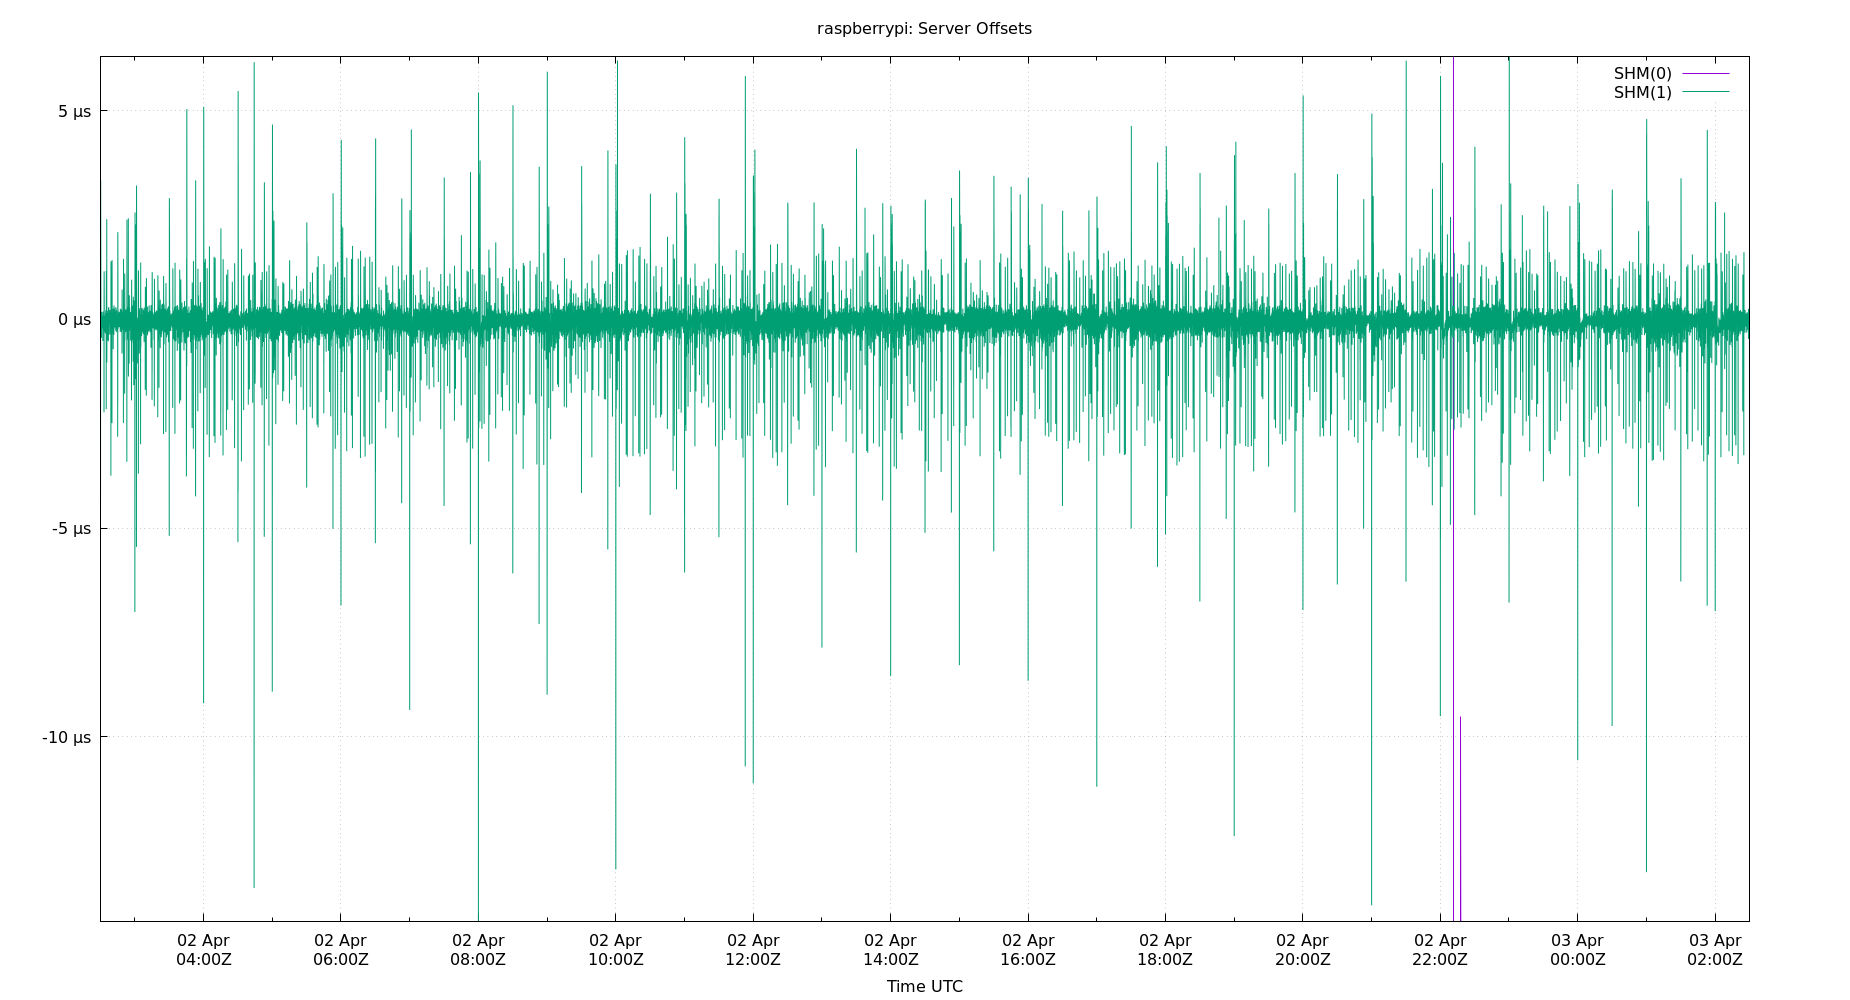 raspberrypi: Server Offsets
SHM(0)
SHM(1)
5 µs
0 µs
-5 µs
-10 µs
02 Apr 02 Apr 02 Apr 02 Apr 02 Apr 02 Apr 02 Apr 02 Apr 02 Apr 02 Apr 03 Apr 03 Apr
04:00Z 06:00Z 08:00Z 10:00Z 12:00Z 14:00Z 16:00Z 18:00Z 20:00Z 22:00Z 00:00Z 02:00Z
Time UTC